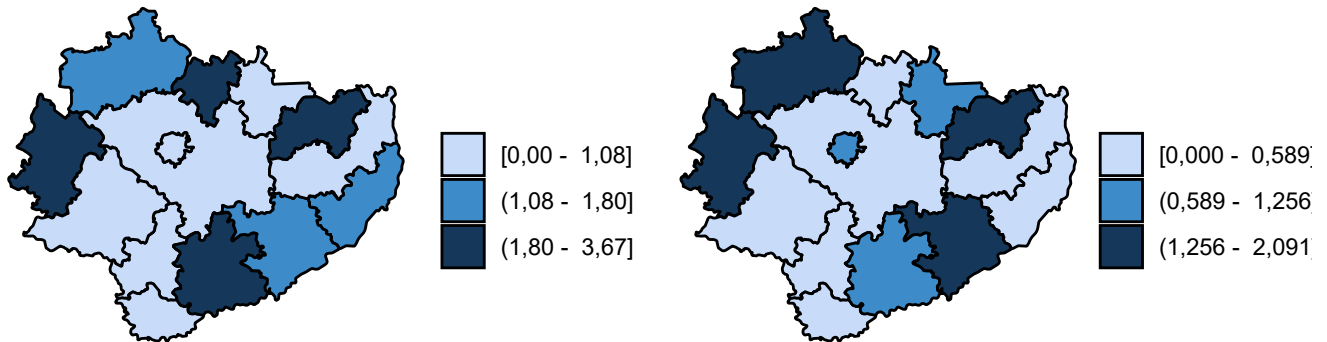 [0,00 - 1,08]
(1,08 - 1,80]
(1,80 - 3,67]
[0,000 - 0,589]
(0,589 - 1,256]
(1,256 - 2,091]